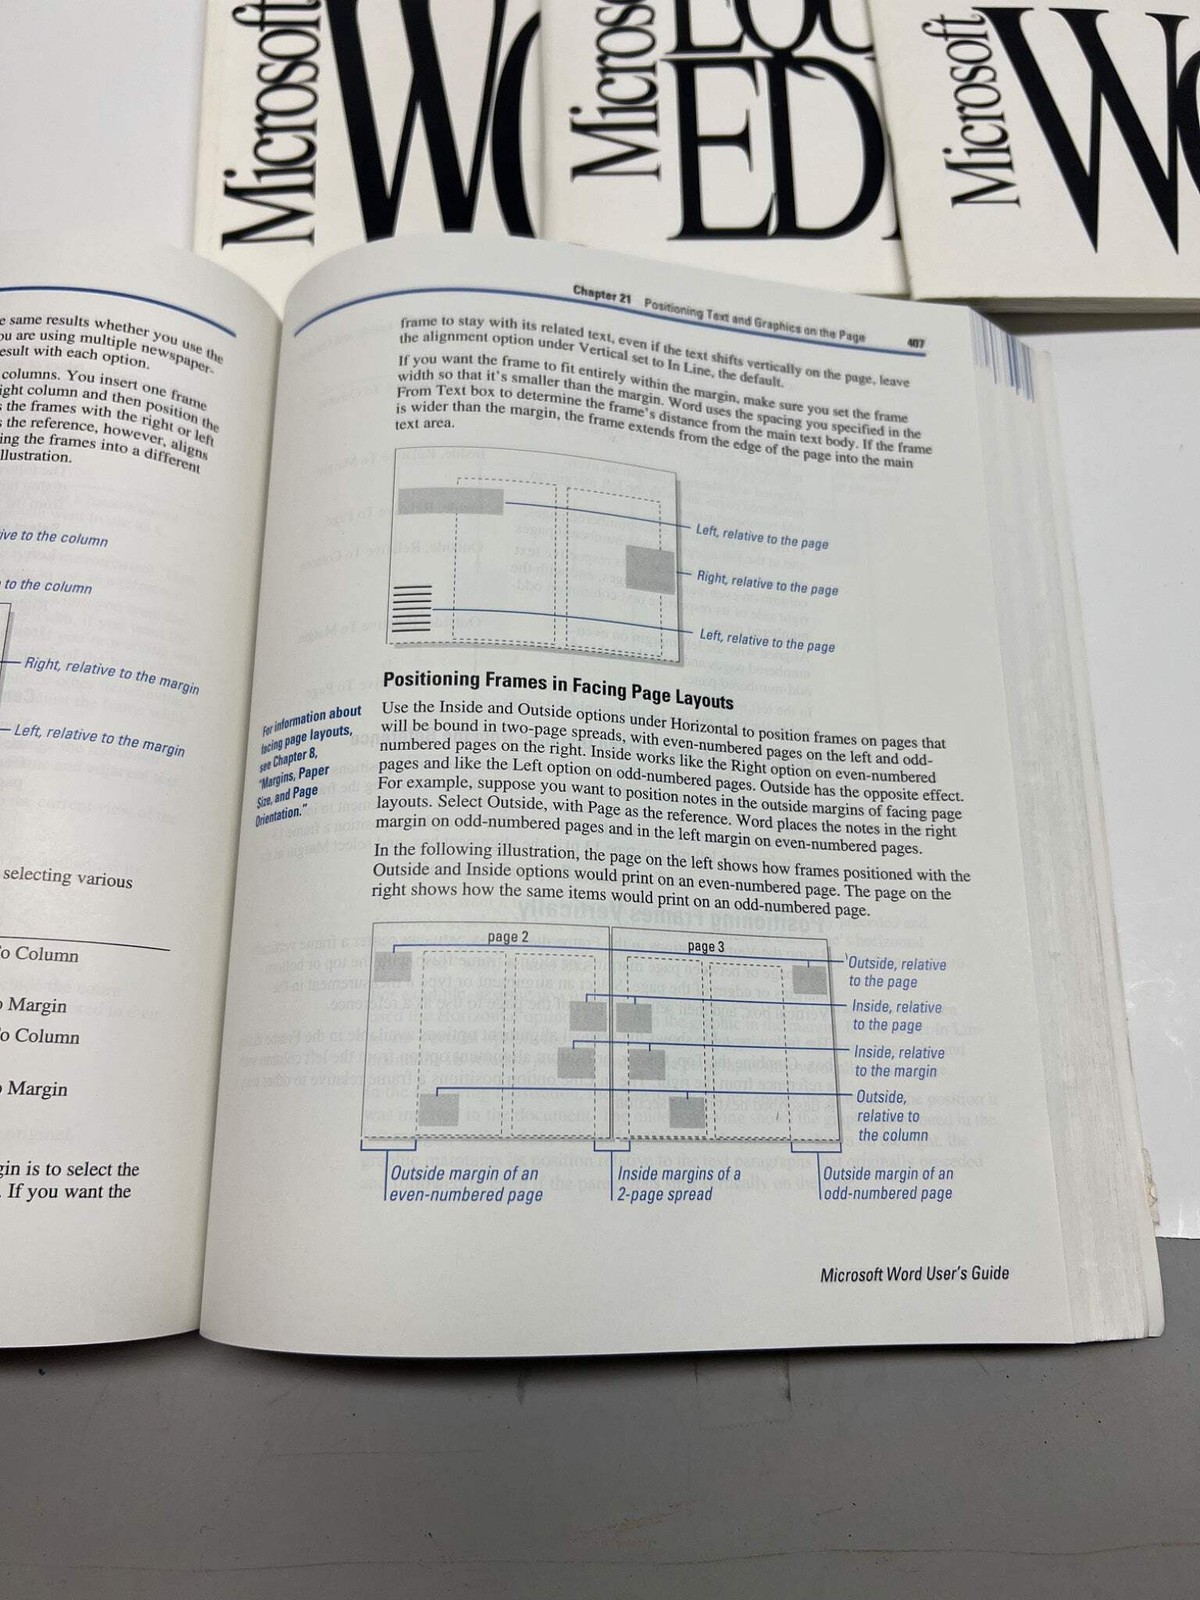 Microsoft
WO
Micros
ED
Microsoft
WO
e same results whether you use the
ou are using multiple newspaper-
esult with each option.
columns. You insert one frame
ight column and then position the
s the frames with the right or left
s the reference, however, aligns
ing the frames into a different
llustration.
ive to the column
to the column
Right, relative to the margin
Left, relative to the margin
selecting various
o Column
o Margin
o Column
o Margin
gin is to select the
. If you want the
Chapter 21 Positioning Text and Graphics on the Page 407
frame to stay with its related text, even if the text shifts vertically on the page, leave
the alignment option under Vertical set to In Line, the default.
If you want the frame to fit entirely within the margin, make sure you set the frame
width so that it's smaller than the margin. Word uses the spacing you specified in the
From Text box to determine the frame's distance from the main text body. If the frame
is wider than the margin, the frame extends from the edge of the page into the main
text area.
Left, relative to the page
Right, relative to the page
Left, relative to the page
Positioning Frames in Facing Page Layouts
For information about
facing page layouts,
see Chapter 8,
"Margins, Paper
Size, and Page
Orientation."
Use the Inside and Outside options under Horizontal to position frames on pages that
will be bound in two-page spreads, with even-numbered pages on the left and odd-
numbered pages on the right. Inside works like the Right option on even-numbered
pages and like the Left option on odd-numbered pages. Outside has the opposite effect.
For example, suppose you want to position notes in the outside margins of facing page
layouts. Select Outside, with Page as the reference. Word places the notes in the right
margin on odd-numbered pages and in the left margin on even-numbered pages.
In the following illustration, the page on the left shows how frames positioned with the
Outside and Inside options would print on an even-numbered page. The page on the
right shows how the same items would print on an odd-numbered page.
page 2
page 3
Outside, relative
to the page
Inside, relative
to the page
Inside, relative
to the margin
Outside,
relative to
the column
Outside margin of an
even-numbered page
Inside margins of a
2-page spread
Outside margin of an
odd-numbered page
Microsoft Word User's Guide